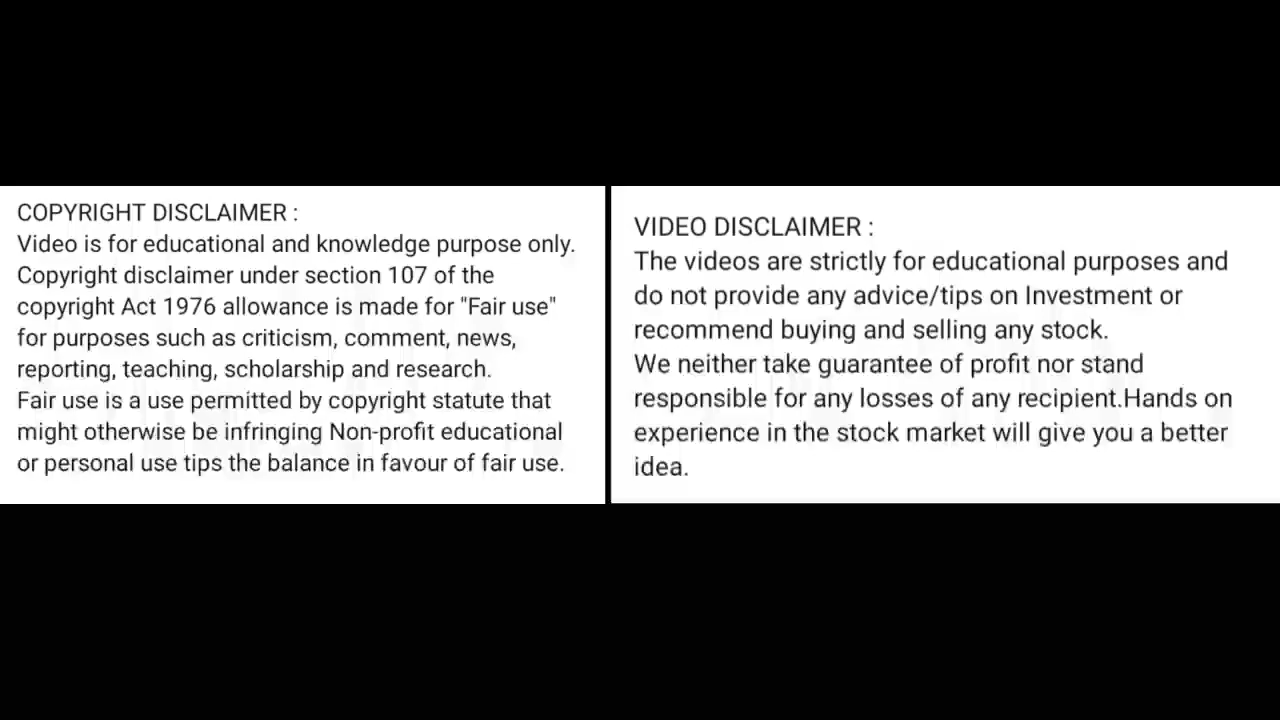 COPYRIGHT DISCLAIMER :
Video is for educational and knowledge purpose only.
Copyright disclaimer under section 107 of the
copyright Act 1976 allowance is made for "Fair use"
for purposes such as criticism, comment, news,
reporting, teaching, scholarship and research.
Fair use is a use permitted by copyright statute that
might otherwise be infringing Non-profit educational
or personal use tips the balance in favour of fair use.
VIDEO DISCLAIMER :
The videos are strictly for educational purposes and
do not provide any advice/tips on Investment or
recommend buying and selling any stock.
We neither take guarantee of profit nor stand
responsible for any losses of any recipient.Hands on
experience in the stock market will give you a better
idea.